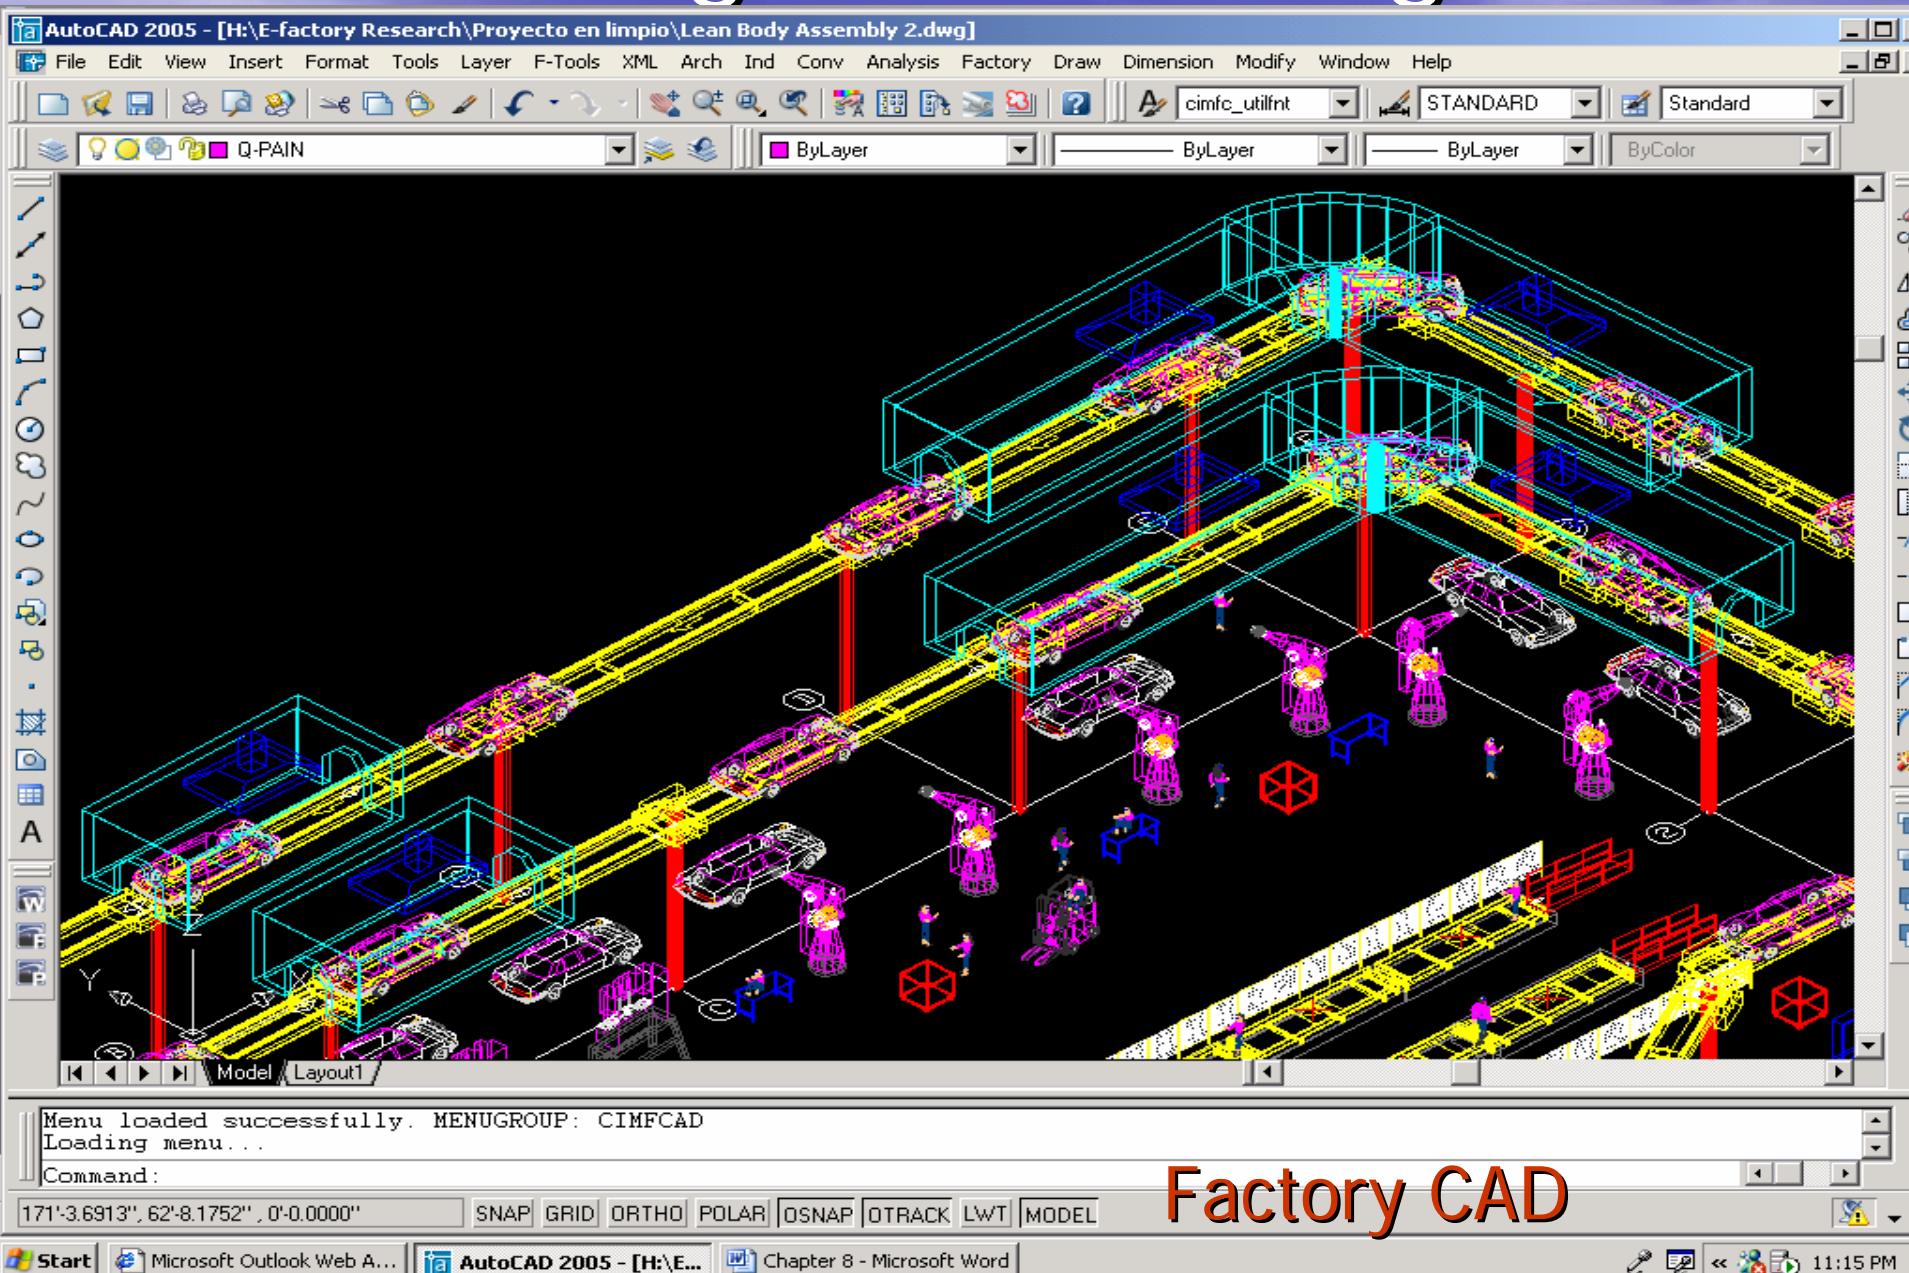 AutoCAD 2005 - [H:\E-factory Research\Proyecto en limpio\Lean Body Assembly 2.dwg]
File Edit View Insert Format Tools Layer F-Tools XML Arch Ind Conv Analysis Factory Draw Dimension Modify Window Help
cimfc_utilfnt STANDARD Standard
Q-PAIN ByLayer ByLayer ByLayer ByColor
A
W
Z
Y X
Model Layout1
Menu loaded successfully. MENUGROUP: CIMFCAD
Loading menu...
Command:
Factory CAD
171'-3.6913", 62'-8.1752" , 0'-0.0000" SNAP GRID ORTHO POLAR OSNAP OTRACK LWT MODEL
Start Microsoft Outlook Web A... AutoCAD 2005 - [H:\E... Chapter 8 - Microsoft Word 11:15 PM